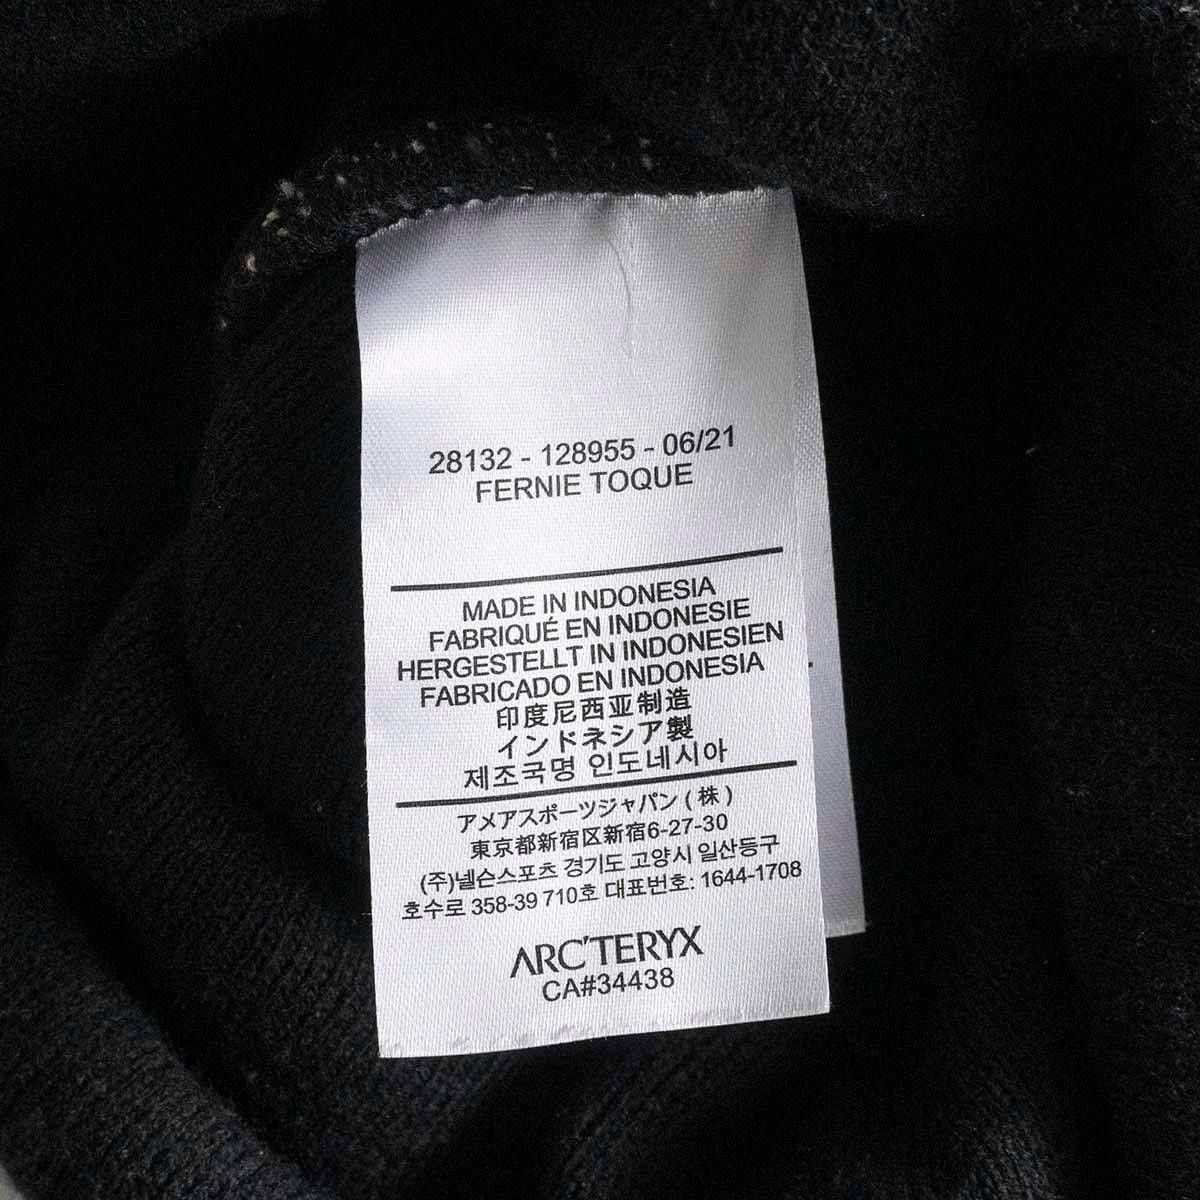 28132 - 128955 - 06/21
FERNIE TOQUE
MADE IN INDONESIA
FABRIQUÉ EN INDONESIE
HERGESTELLT IN INDONESIEN
FABRICADO EN INDONESIA
印度尼西亚制造
インドネシア製
제조국명 인도네시아
アメアスポーツジャパン ( 株 )
東京都新宿区新宿6-27-30
(주)넬슨스포츠 경기도 고양시 일산동구
호수로 358-39 710호 대표번호: 1644-1708
ARC'TERYX
CA#34438